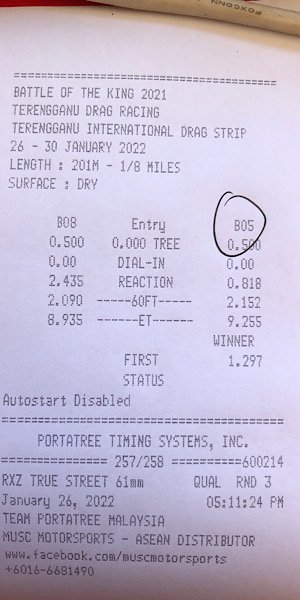 FOXCONN
================================
BATTLE OF THE KING 2021
TERENGGANU DRAG RACING
TERENGGANU INTERNATIONAL DRAG STRIP
26 - 30 JANUARY 2022
LENGTH : 201M - 1/8 MILES
SURFACE : DRY
B08 Entry B05
0.500 0.000 TREE 0.500
0.00 DIAL-IN 0.00
2.435 REACTION 0.818
2.090 ------60FT----- 2.152
8.935 ------ET------ 9.255
WINNER
FIRST 1.297
STATUS
Autostart Disabled
================================
PORTATREE TIMING SYSTEMS, INC.
============= 257/258 ==========600214
RXZ TRUE STREET 61mm QUAL RND 3
January 26, 2022 05:11:24 PM
TEAM PORTATREE MALAYSIA
MUSC MOTORSPORTS - ASEAN DISTRIBUTOR
www.facebook.com/muscmotorsports
+6016-6681490